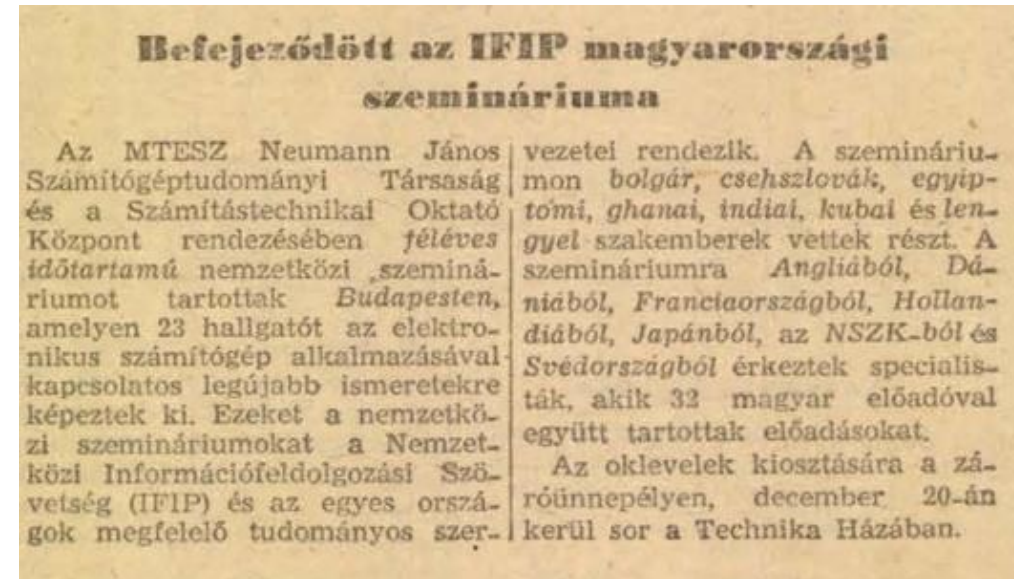 Befejeződött az IFIP magyarországi
szemináriuma
Az MTESZ Neumann János
Számítógéptudományi Társaság
és a Számítástechnikai Oktató
Központ rendezésében féléves
időtartamú nemzetközi szeminá-
riumot tartottak Budapesten,
amelyen 23 hallgatót az elektro-
nikus számítógép alkalmazásával
kapcsolatos legújabb ismeretekre
képeztek ki. Ezeket a nemzetkö-
zi szemináriumokat a Nemzet-
közi Információfeldolgozási Szö-
vetség (IFIP) és az egyes orszá-
gok megfelelő tudományos szer-
vezetei rendezik. A szemináriu-
mon bolgár, csehszlovák, egyip-
tomi, ghanai, indiai, kubai és len-
gyel szakemberek vettek részt. A
szemináriumra Angliából, Dá-
niából, Franciaországból, Hollan-
diából, Japánból, az NSZK-ból és
Svédországból érkeztek specialis-
ták, akik 32 magyar előadóval
együtt tartottak előadásokat.
Az oklevelek kiosztására a zá-
róünnepélyen, december 20-án
kerül sor a Technika Házában.